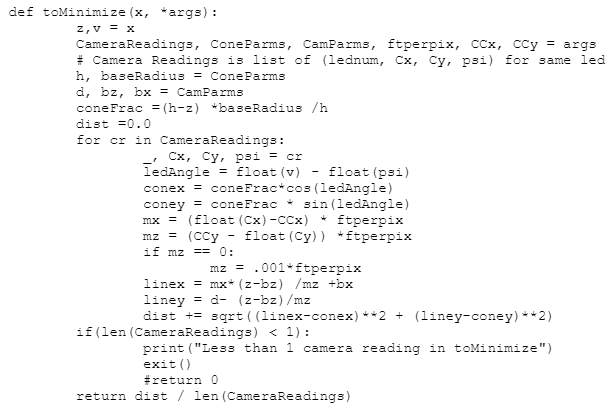 def toMinimize(x, *args):
        z,v = x
        CameraReadings, ConeParms, CamParms, ftperpix, CCx, CCy = args
        # Camera Readings is list of (lednum, Cx, Cy, psi) for same led
        h, baseRadius = ConeParms
        d, bz, bx = CamParms
        coneFrac =(h-z) *baseRadius /h
        dist =0.0
        for cr in CameraReadings:
                _, Cx, Cy, psi = cr
                ledAngle = float(v) - float(psi)
                conex = coneFrac*cos(ledAngle)
                coney = coneFrac * sin(ledAngle)
                mx = (float(Cx)-CCx) * ftperpix
                mz = (CCy - float(Cy)) *ftperpix
                if mz == 0:
                        mz = .001*ftperpix
                linex = mx*(z-bz) /mz +bx
                liney = d- (z-bz)/mz
                dist += sqrt((linex-conex)**2 + (liney-coney)**2)
        if(len(CameraReadings) < 1):
                print("Less than 1 camera reading in toMinimize")
                exit()
                #return 0
        return dist / len(CameraReadings)